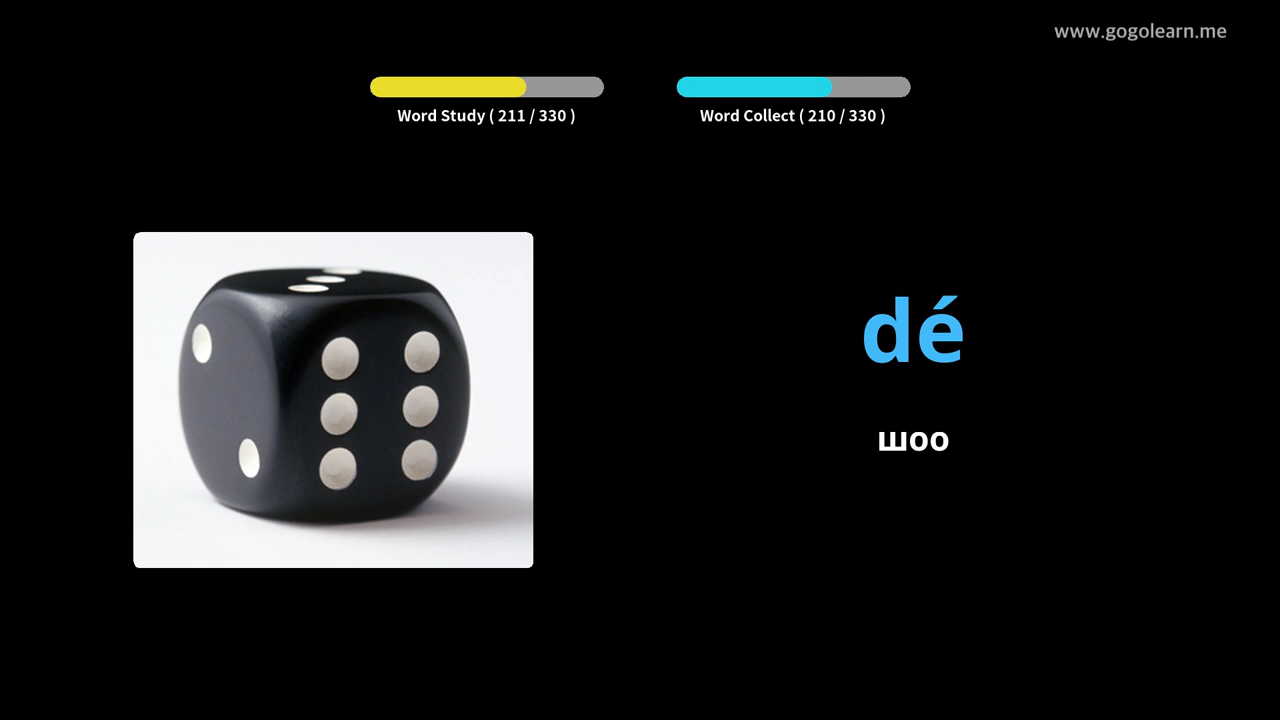 www.gogolearn.me
Word Study ( 211 / 330 )
Word Collect ( 210 / 330 )
dé
шоо